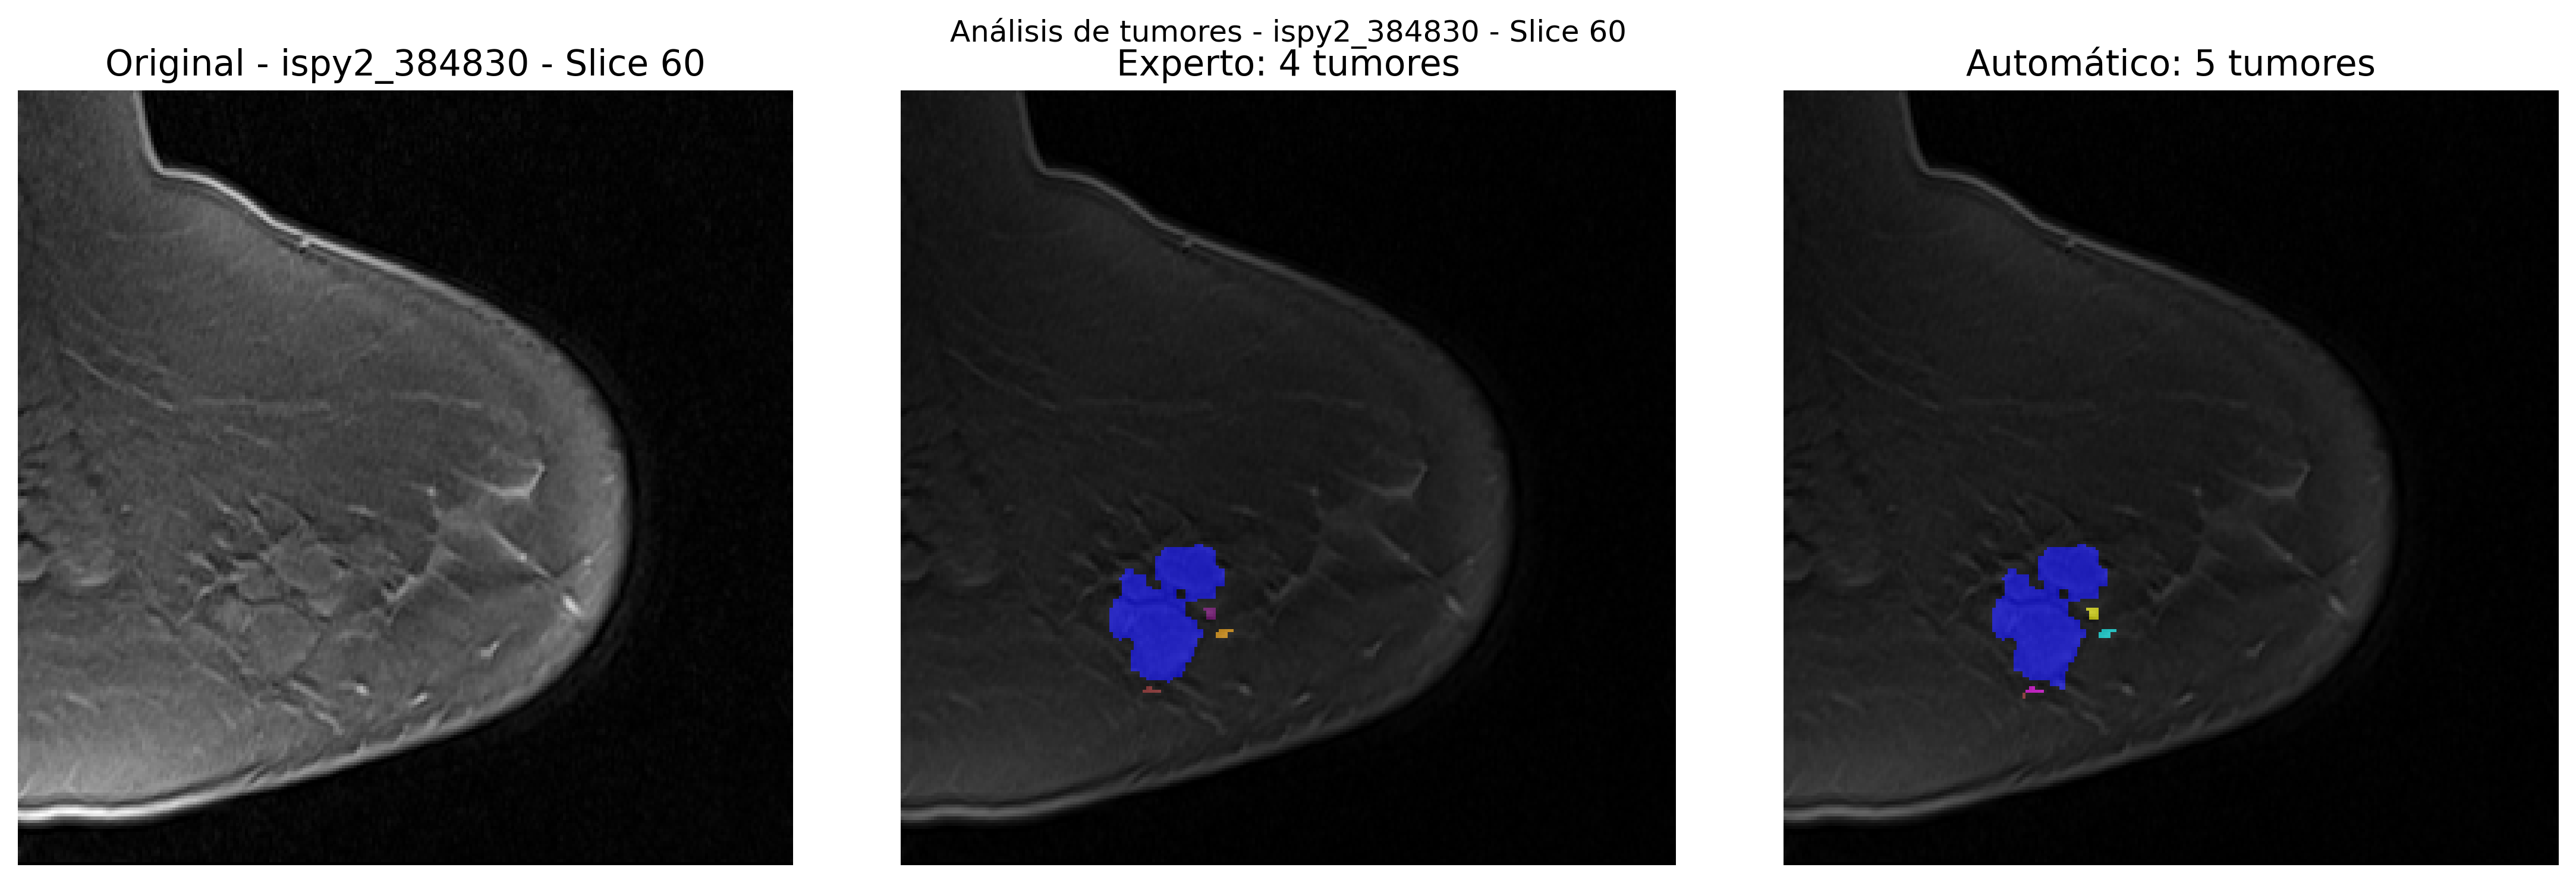 Análisis de tumores - ispy2_384830 - Slice 60
Original - ispy2_384830 - Slice 60
Experto: 4 tumores
Automático: 5 tumores